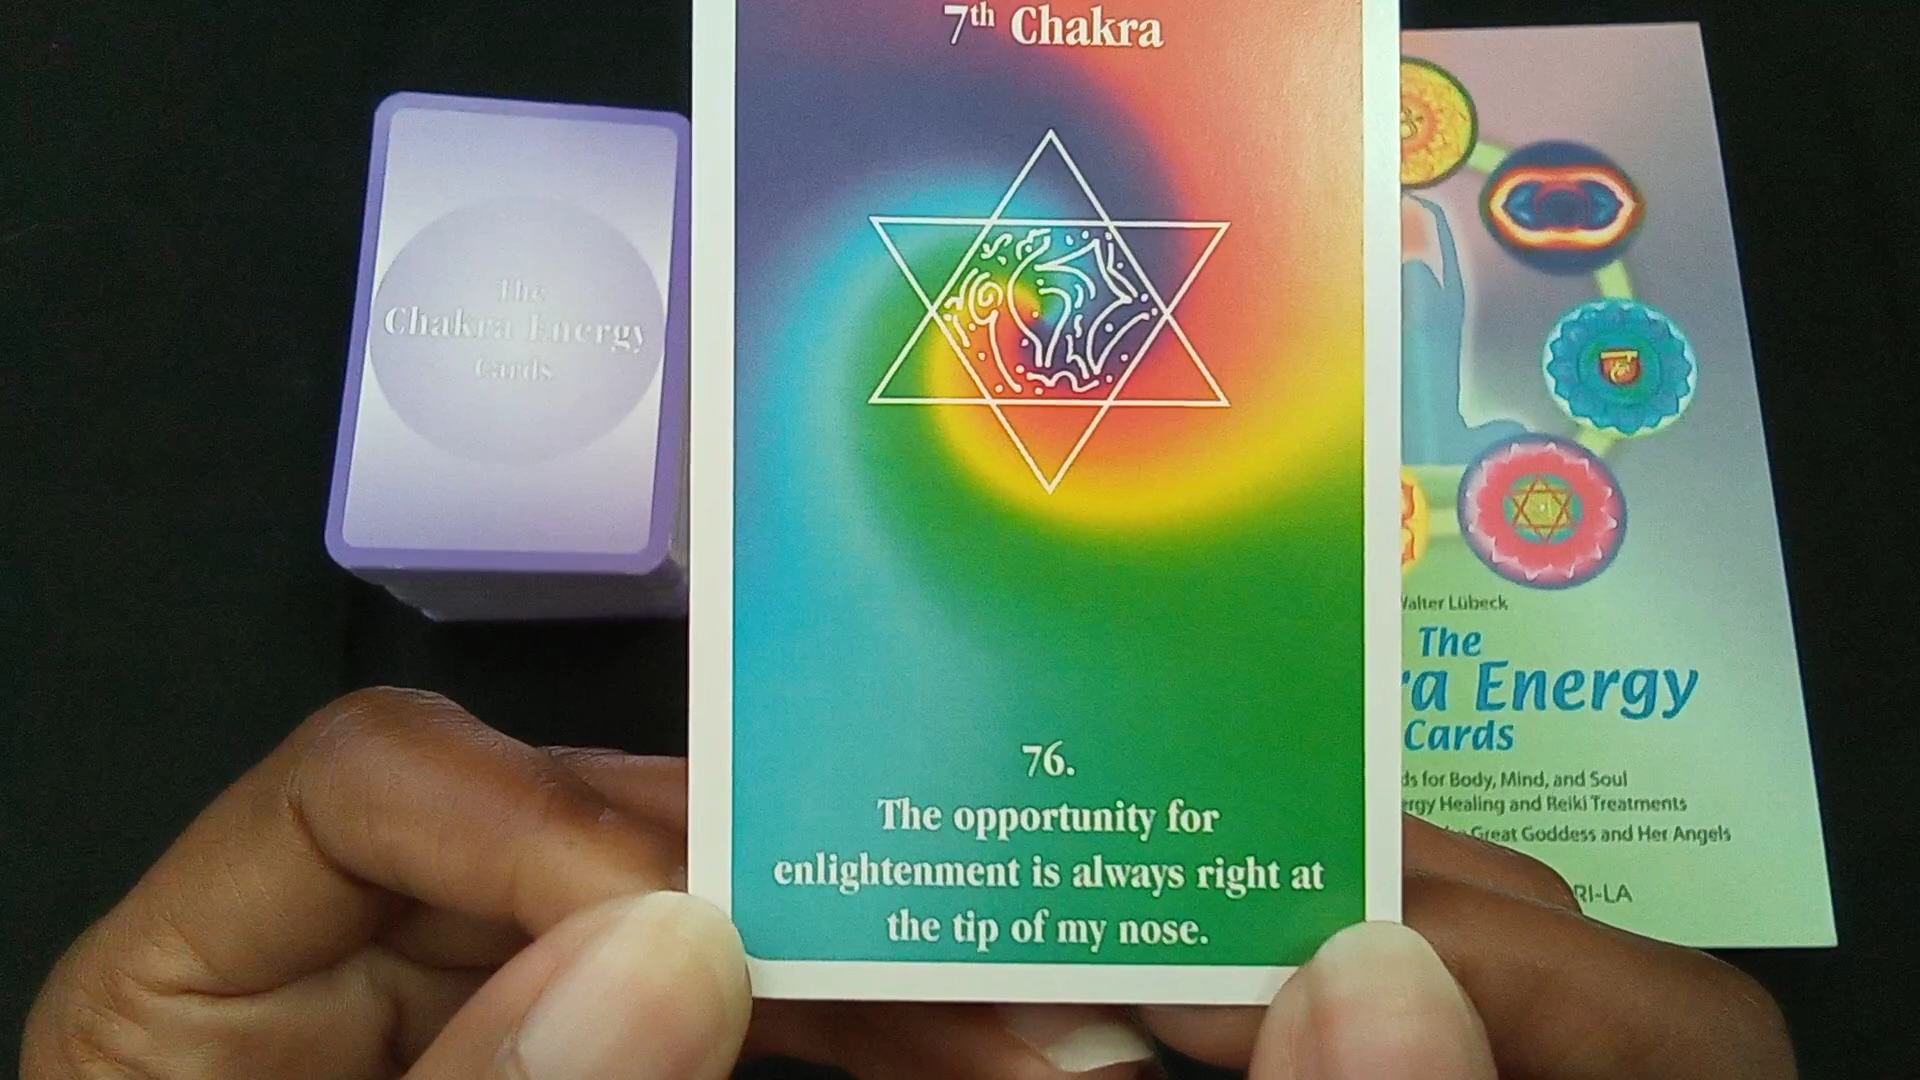 7th Chakra
76.
The opportunity for
enlightenment is always right at
the tip of my nose.
The
Chakra Energy
Cards
Walter Lübeck
The
ra Energy
Cards
ds for Body, Mind, and Soul
ergy Healing and Reiki Treatments
Great Goddess and Her Angels
RI-LA